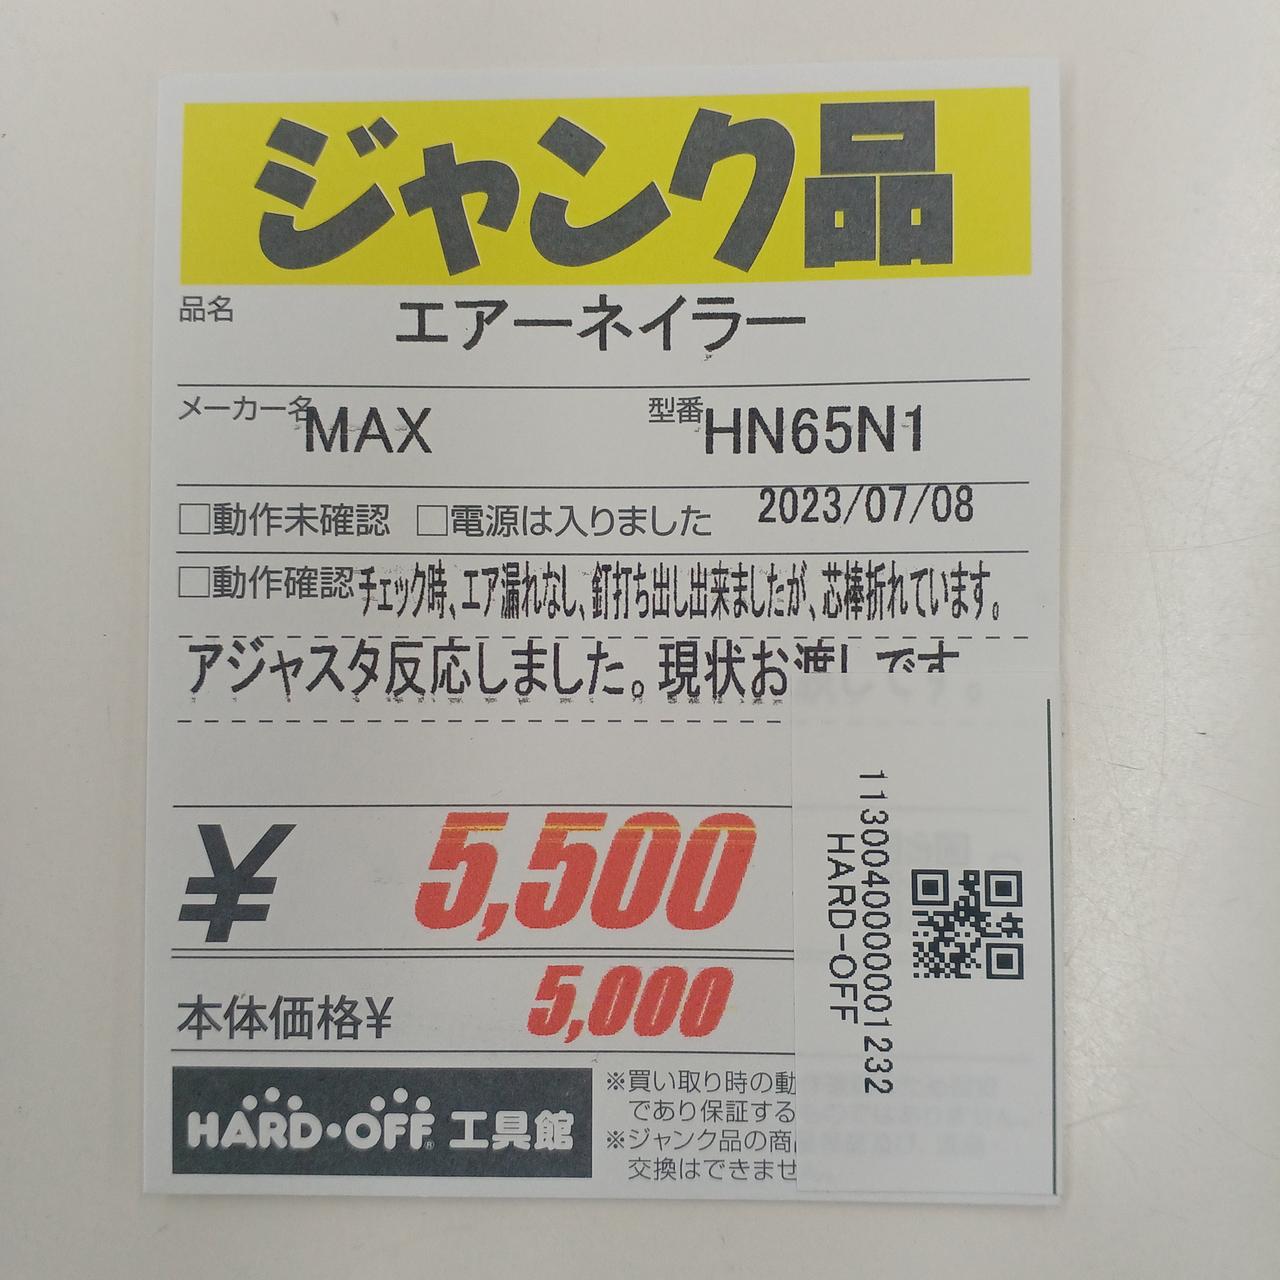 ジャンク品
品名 エアーネイラー
メーカー名 MAX 型番 HN65N1
□動作未確認 □電源は入りました 2023/07/08
□動作確認 チェック時、エア漏れなし、釘打ち出し出来ましたが、芯棒折れています。
アジャスタ反応しました。現状お渡しです。
¥ 5,500
本体価格¥ 5,000
HARD・OFF® 工具館
※買い取り時の動
であり保証する
※ジャンク品の商
交換はできませ
1130040000001232
HARD-OFF